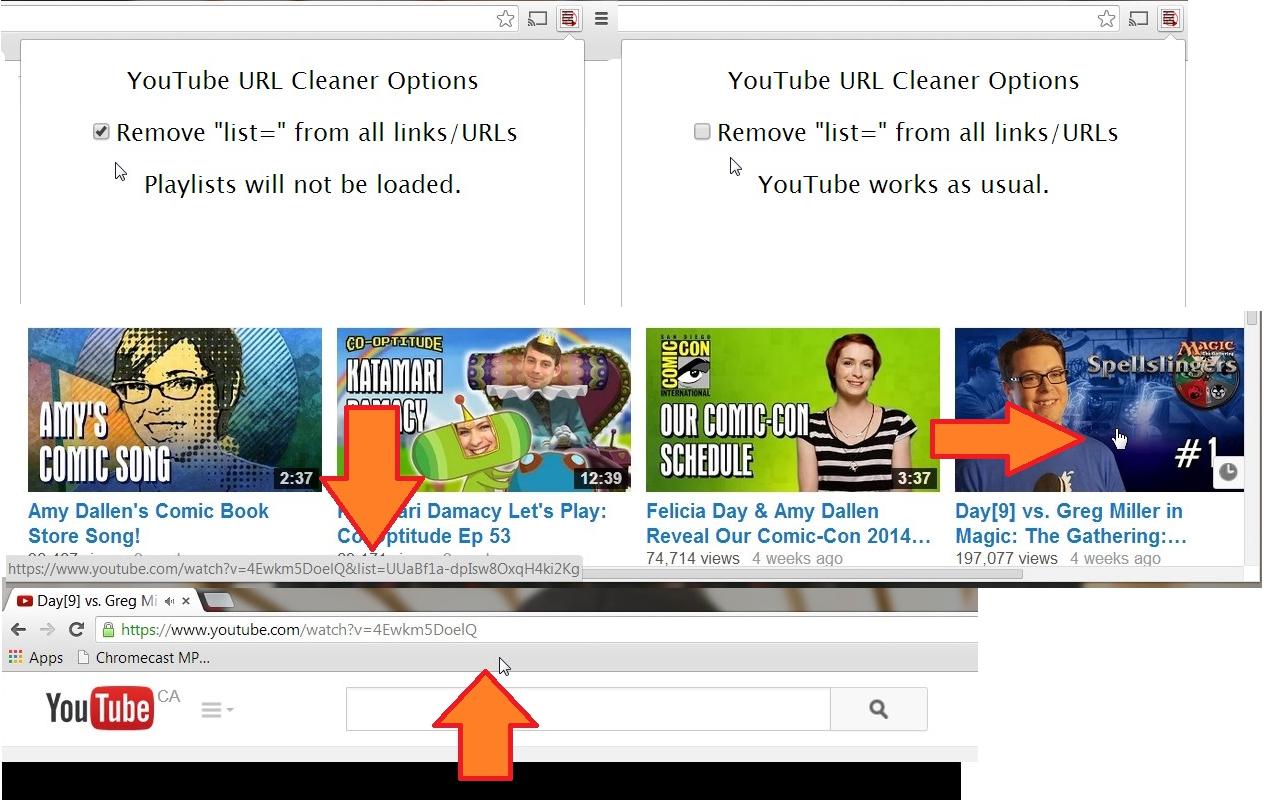 YouTube URL Cleaner Options
Remove "list=" from all links/URLs
Playlists will not be loaded.
YouTube URL Cleaner Options
Remove "list=" from all links/URLs
YouTube works as usual.
AMY'S
COMIC SONG
2:37
CO-OPTITUDE
KATAMARI
DAMACY
12:39
SAN DIEGO
COMIC CON
INTERNATIONAL
OUR COMIC-CON
SCHEDULE
3:37
MAGIC
The Gathering
Spellslingers
#1
Amy Dallen's Comic Book
Store Song!
Katamari Damacy Let's Play:
Co-Optitude Ep 53
Felicia Day & Amy Dallen
Reveal Our Comic-Con 2014...
74,714 views 4 weeks ago
Day[9] vs. Greg Miller in
Magic: The Gathering:...
197,077 views 4 weeks ago
https://www.youtube.com/watch?v=4Ewkm5DoelQ&list=UUaBf1a-dpIsw8OxqH4ki2Kg
Day[9] vs. Greg Mi
https://www.youtube.com/watch?v=4Ewkm5DoelQ
Apps Chromecast MP...
YouTube CA